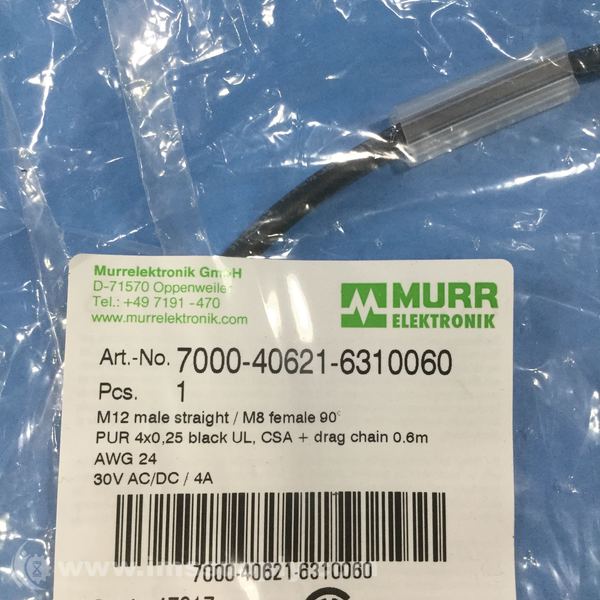 Murrelektronik GmbH
D-71570 Oppenweiler
Tel.: +49 7191 -470
www.murrelektronik.com
MURR
ELEKTRONIK
Art.-No. 7000-40621-6310060
Pcs. 1
M12 male straight / M8 female 90°
PUR 4x0,25 black UL, CSA + drag chain 0.6m
AWG 24
30V AC/DC / 4A
7000-40621-6310060